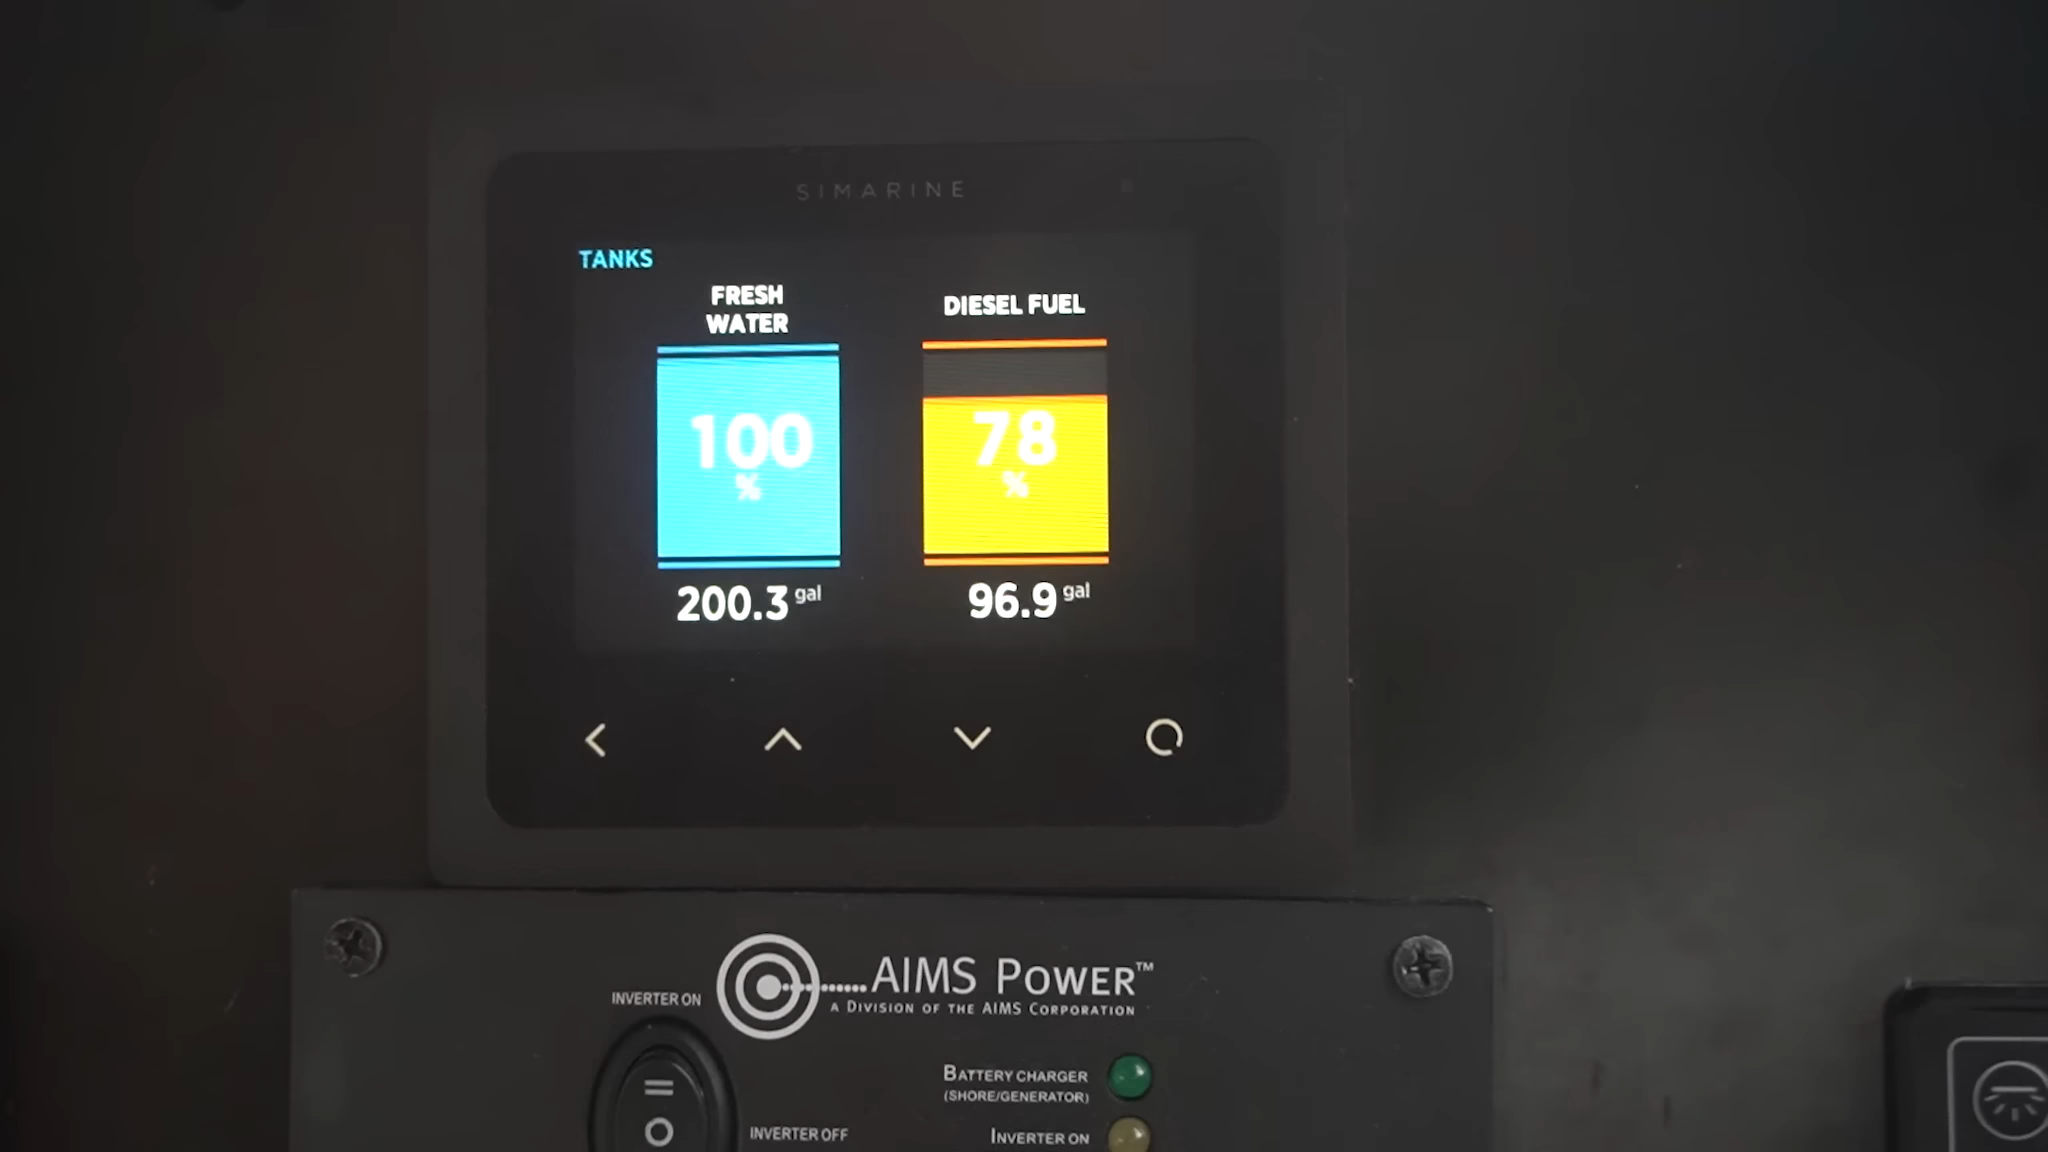 SIMARINE
TANKS
FRESH
WATER
DIESEL FUEL
100
%
78
%
200.3 gal
96.9 gal
AIMS POWER™
A DIVISION OF THE AIMS CORPORATION
INVERTER ON
BATTERY CHARGER
(SHORE/GENERATOR)
INVERTER OFF
INVERTER ON